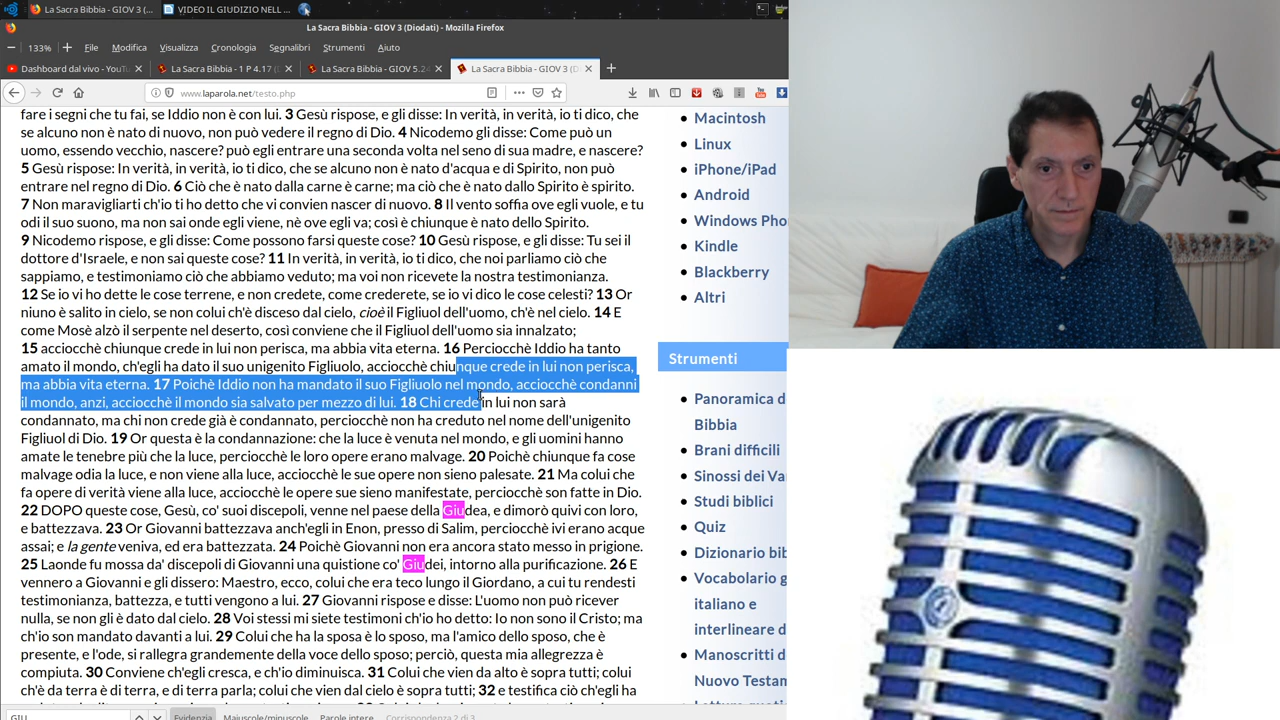 La Sacra Bibbia - GIOV 3 (...
VIDEO IL GIUDIZIO NELL ...
La Sacra Bibbia - GIOV 3 (Diodati) - Mozilla Firefox
133%
File Modifica Visualizza Cronologia Segnalibri Strumenti Aiuto
Dashboard dal vivo - YouTu
La Sacra Bibbia - 1 P 4.17 (
La Sacra Bibbia - GIOV 5.24
La Sacra Bibbia - GIOV 3 (D
www.laparola.net/testo.php
fare i segni che tu fai, se Iddio non è con lui. 3 Gesù rispose, e gli disse: In verità, in verità, io ti dico, che
se alcuno non è nato di nuovo, non può vedere il regno di Dio. 4 Nicodemo gli disse: Come può un
uomo, essendo vecchio, nascere? può egli entrare una seconda volta nel seno di sua madre, e nascere?
5 Gesù rispose: In verità, in verità, io ti dico, che se alcuno non è nato d'acqua e di Spirito, non può
entrare nel regno di Dio. 6 Ciò che è nato dalla carne è carne; ma ciò che è nato dallo Spirito è spirito.
7 Non maravigliarti ch'io ti ho detto che vi convien nascer di nuovo. 8 Il vento soffia ove egli vuole, e tu
odi il suo suono, ma non sai onde egli viene, nè ove egli va; così è chiunque è nato dello Spirito.
9 Nicodemo rispose, e gli disse: Come possono farsi queste cose? 10 Gesù rispose, e gli disse: Tu sei il
dottore d'Israele, e non sai queste cose? 11 In verità, in verità, io ti dico, che noi parliamo ciò che
sappiamo, e testimoniamo ciò che abbiamo veduto; ma voi non ricevete la nostra testimonianza.
12 Se io vi ho dette le cose terrene, e non credete, come crederete, se io vi dico le cose celesti? 13 Or
niuno è salito in cielo, se non colui ch'è disceso dal cielo, cioè il Figliuol dell'uomo, ch'è nel cielo. 14 E
come Mosè alzò il serpente nel deserto, così conviene che il Figliuol dell'uomo sia innalzato;
15 acciocchè chiunque crede in lui non perisca, ma abbia vita eterna. 16 Perciocchè Iddio ha tanto
amato il mondo, ch'egli ha dato il suo unigenito Figliuolo, acciocchè chiunque crede in lui non perisca,
ma abbia vita eterna. 17 Poichè Iddio non ha mandato il suo Figliuolo nel mondo, acciocchè condanni
il mondo, anzi, acciocchè il mondo sia salvato per mezzo di lui. 18 Chi crede in lui non sarà
condannato, ma chi non crede già è condannato, perciocchè non ha creduto nel nome dell'unigenito
Figliuol di Dio. 19 Or questa è la condannazione: che la luce è venuta nel mondo, e gli uomini hanno
amate le tenebre più che la luce, perciocchè le loro opere erano malvage. 20 Poichè chiunque fa cose
malvage odia la luce, e non viene alla luce, acciocchè le sue opere non sieno palesate. 21 Ma colui che
fa opere di verità viene alla luce, acciocchè le opere sue sieno manifestate, perciocchè son fatte in Dio.
22 DOPO queste cose, Gesù, co' suoi discepoli, venne nel paese della Giudea, e dimorò quivi con loro,
e battezzava. 23 Or Giovanni battezzava anch'egli in Enon, presso di Salim, perciocchè ivi erano acque
assai; e la gente veniva, ed era battezzata. 24 Poichè Giovanni non era ancora stato messo in prigione.
25 Laonde fu mossa da' discepoli di Giovanni una quistione co' Giudei, intorno alla purificazione. 26 E
vennero a Giovanni e gli dissero: Maestro, ecco, colui che era teco lungo il Giordano, a cui tu rendesti
testimonianza, battezza, e tutti vengono a lui. 27 Giovanni rispose e disse: L'uomo non può ricever
nulla, se non gli è dato dal cielo. 28 Voi stessi mi siete testimoni ch'io ho detto: Io non sono il Cristo; ma
ch'io son mandato davanti a lui. 29 Colui che ha la sposa è lo sposo, ma l'amico dello sposo, che è
presente, e l'ode, si rallegra grandemente della voce dello sposo; perciò, questa mia allegrezza è
compiuta. 30 Conviene ch'egli cresca, e ch'io diminuisca. 31 Colui che vien da alto è sopra tutti; colui
ch'è da terra è di terra, e di terra parla; colui che vien dal cielo è sopra tutti; 32 e testifica ciò ch'egli ha
Macintosh
Linux
iPhone/iPad
Android
Windows Pho
Kindle
Blackberry
Altri
Strumenti
Panoramica d
Bibbia
Brani difficili
Sinossi dei Va
Studi biblici
Quiz
Dizionario bib
Vocabolario g
italiano e
interlineare d
Manoscritti d
Nuovo Testam
GIU
Evidenzia Maiuscole/minuscole Parole intere Corrispondenza 2 di 3